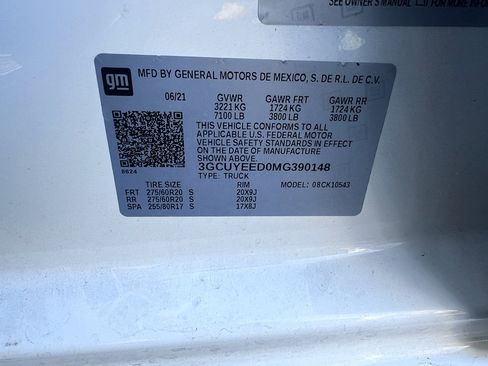 SEE OWNER'S MANUAL
FOR MORE INFOR
gm
MFD BY GENERAL MOTORS DE MEXICO, S. DE R.L. DE C.V.
06/21 GVWR GAWR FRT GAWR RR
3221 KG 1724 KG 1724 KG
7100 LB 3800 LB 3800 LB
THIS VEHICLE CONFORMS TO ALL
APPLICABLE U.S. FEDERAL MOTOR
VEHICLE SAFETY STANDARDS IN EFFECT
ON THE DATE OF MANUFACTURE
SHOWN ABOVE.
3GCUYEED0MG390148
8624 TYPE: TRUCK MODEL: 08CK10543
TIRE SIZE RIM
FRT 275/60R20 S 20X9J
RR 275/60R20 S 20X9J
SPA 255/80R17 S 17X8J